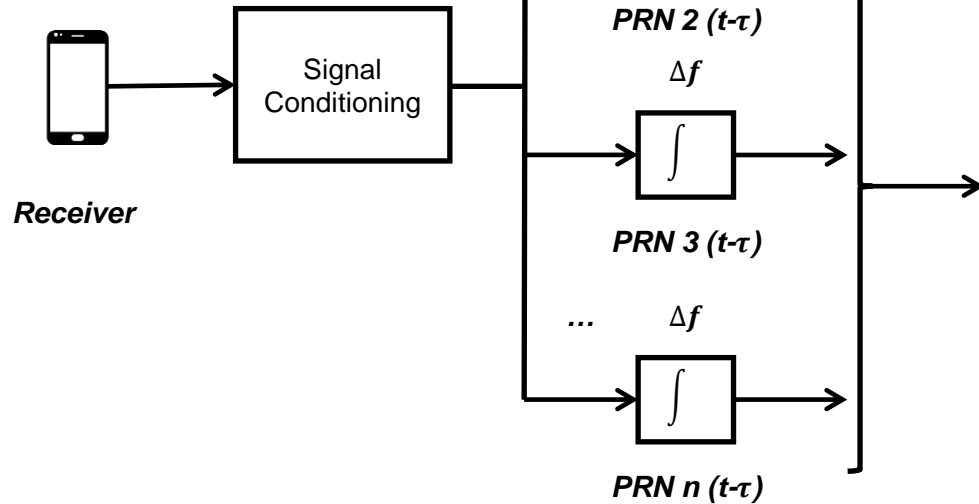 PRN 2 (t-τ)
Δf
Signal
Conditioning
∫
Receiver
PRN 3 (t-τ)
... Δf
∫
PRN n (t-τ)